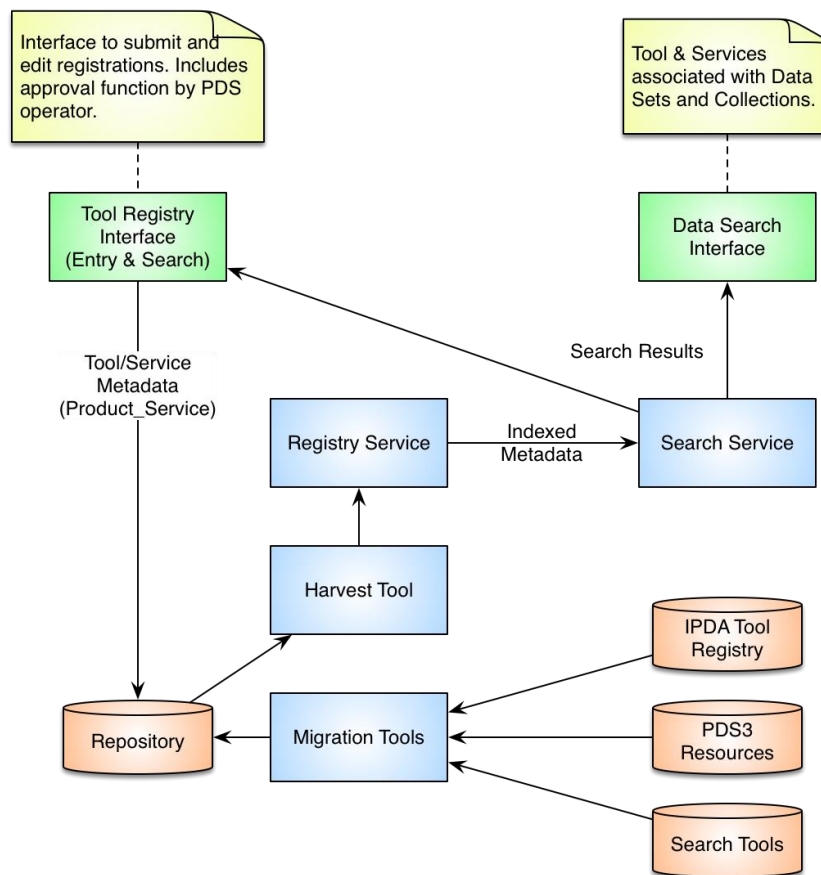 Interface to submit and
edit registrations. Includes
approval function by PDS
operator.
Tool & Services
associated with Data
Sets and Collections.
Tool Registry
Interface
(Entry & Search)
Data Search
Interface
Tool/Service
Metadata
(Product_Service)
Search Results
Registry Service
Indexed
Metadata
Search Service
Harvest Tool
IPDA Tool
Registry
Repository
Migration Tools
PDS3
Resources
Search Tools